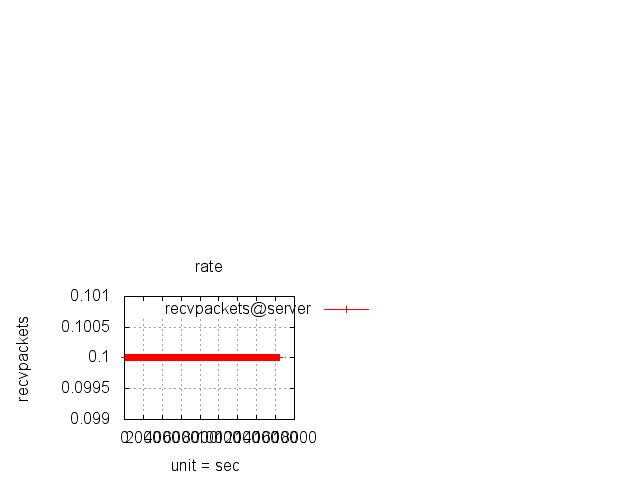 rate
0.101
recvpackets@server
0.1005
0.1
0.0995
0.099
recvpackets
unit = sec